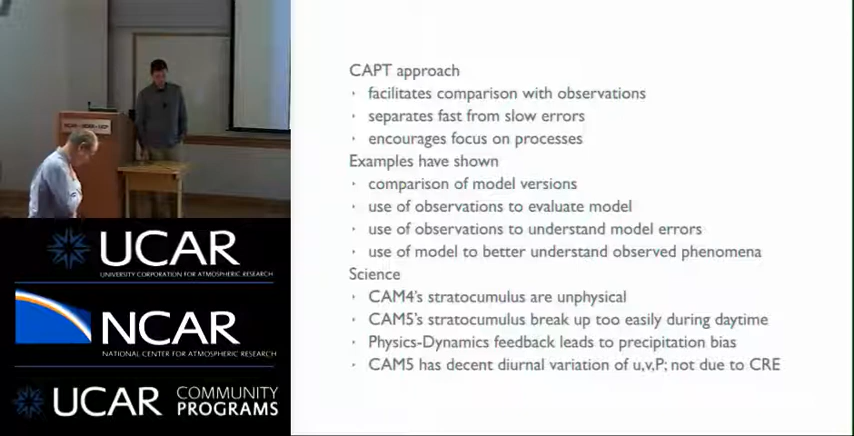 CAPT approach
· facilitates comparison with observations
· separates fast from slow errors
· encourages focus on processes
Examples have shown
· comparison of model versions
· use of observations to evaluate model
· use of observations to understand model errors
· use of model to better understand observed phenomena
Science
· CAM4's stratocumulus are unphysical
· CAM5's stratocumulus break up too easily during daytime
· Physics-Dynamics feedback leads to precipitation bias
· CAM5 has decent diurnal variation of u,v,P; not due to CRE
UCAR
UNIVERSITY CORPORATION FOR ATMOSPHERIC RESEARCH
NCAR
NATIONAL CENTER FOR ATMOSPHERIC RESEARCH
UCAR COMMUNITY
PROGRAMS